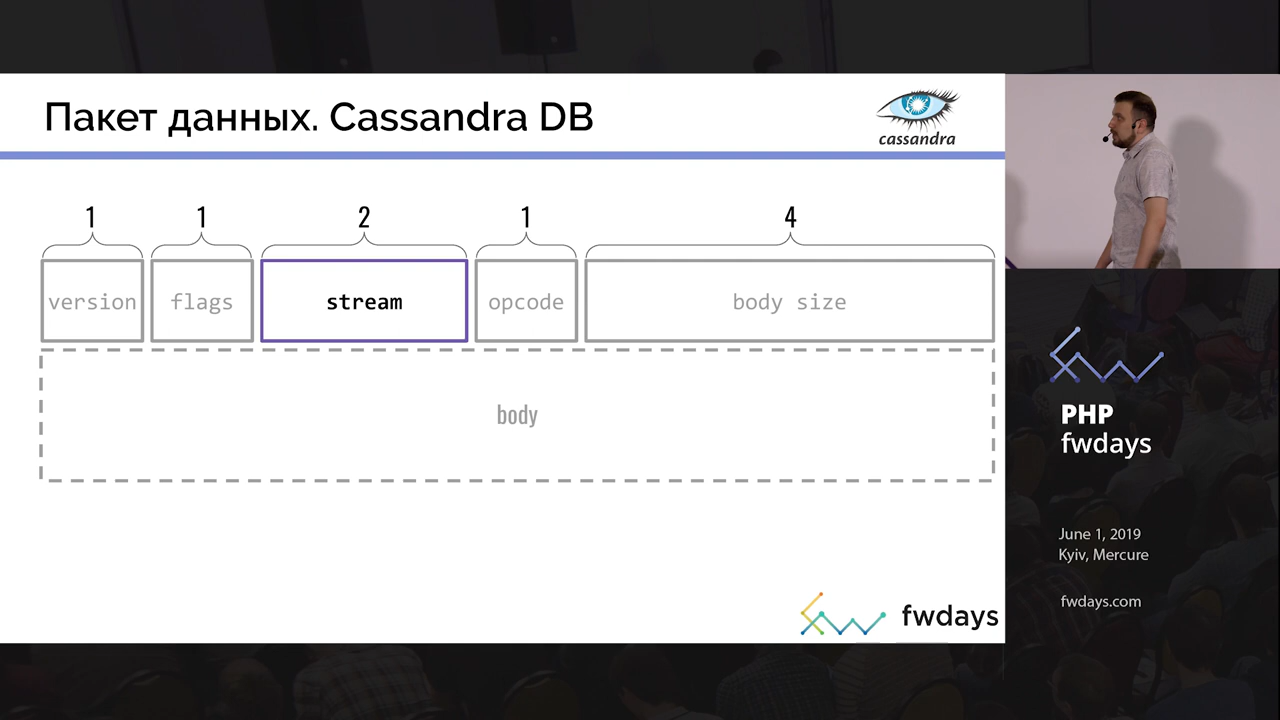 Пакет данных. Cassandra DB
cassandra
1
1
2
1
4
version
flags
stream
opcode
body size
body
fwdays
PHP
fwdays
June 1, 2019
Kyiv, Mercure
fwdays.com